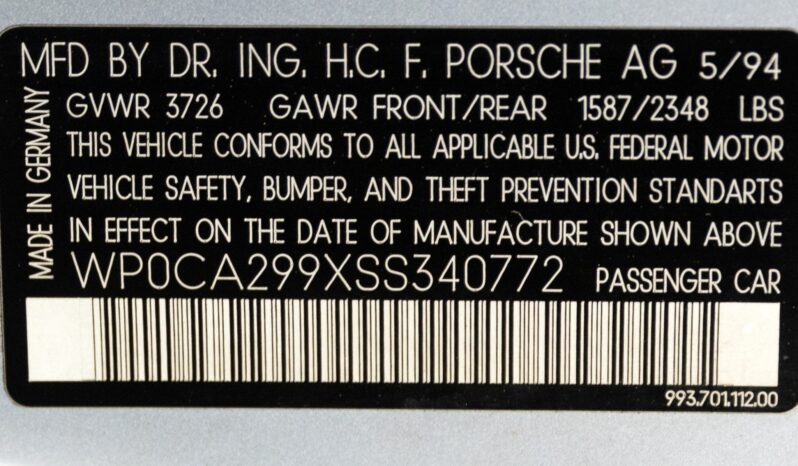 MFD BY DR. ING. H.C. F. PORSCHE AG 5/94
GVWR 3726 GAWR FRONT/REAR 1587/2348 LBS
THIS VEHICLE CONFORMS TO ALL APPLICABLE U.S. FEDERAL MOTOR
VEHICLE SAFETY, BUMPER, AND THEFT PREVENTION STANDARTS
IN EFFECT ON THE DATE OF MANUFACTURE SHOWN ABOVE
WP0CA299XSS340772 PASSENGER CAR
993.701.112.00
MADE IN GERMANY